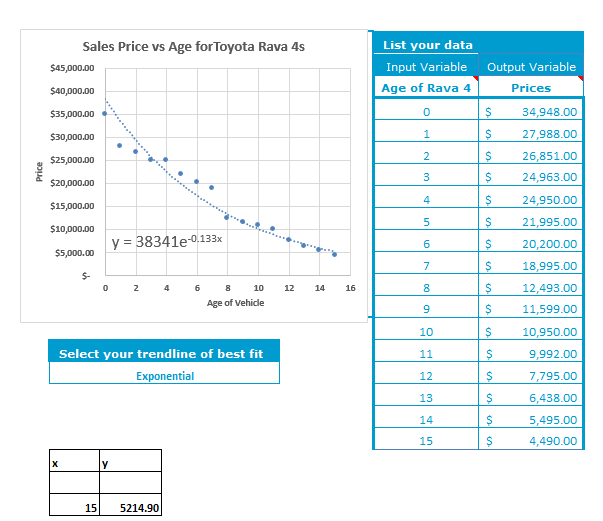 Sales Price vs Age forToyota Rava 4s
$45,000.00
$40,000.00
$35,000.00
$30,000.00
$25,000.00
$20,000.00
$15,000.00
$10,000.00
$5,000.00
$-
Price
y = 38341e-0.133x
0 2 4 6 8 10 12 14 16
Age of Vehicle
List your data
Input Variable Output Variable
Age of Rava 4 Prices
0 $ 34,948.00
1 $ 27,988.00
2 $ 26,851.00
3 $ 24,963.00
4 $ 24,950.00
5 $ 21,995.00
6 $ 20,200.00
7 $ 18,995.00
8 $ 12,493.00
9 $ 11,599.00
10 $ 10,950.00
11 $ 9,992.00
12 $ 7,795.00
13 $ 6,438.00
14 $ 5,495.00
15 $ 4,490.00
Select your trendline of best fit
Exponential
x y
15 5214.90